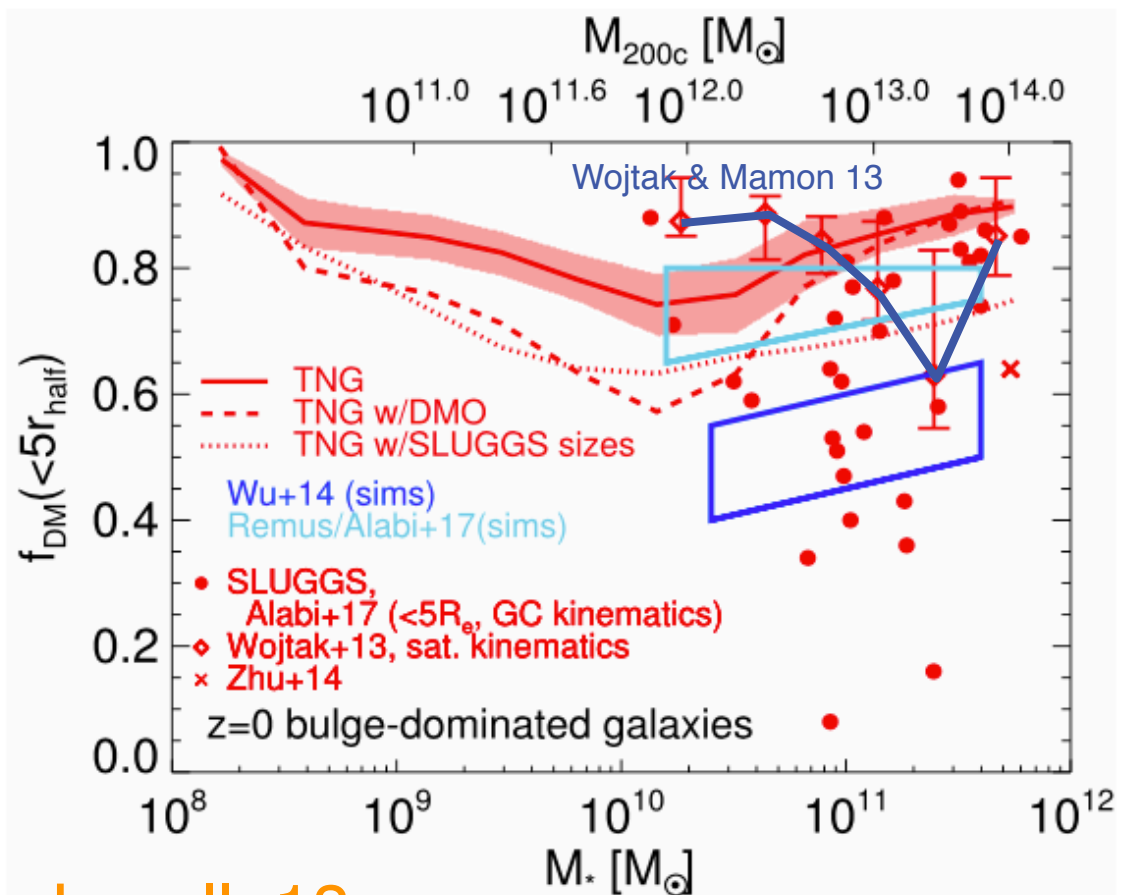 M200c [M☉]
10^11.0 10^11.6 10^12.0 10^13.0 10^14.0
1.0
Wojtak & Mamon 13
0.8
0.6
TNG
TNG w/DMO
TNG w/SLUGGS sizes
Wu+14 (sims)
0.4
Remus/Alabi+17(sims)
SLUGGS,
Alabi+17 (<5Re, GC kinematics)
0.2
Wojtak+13, sat. kinematics
Zhu+14
z=0 bulge-dominated galaxies
0.0
fDM(<5rhalf)
10^8 10^9 10^10 10^11 10^12
M* [M☉]